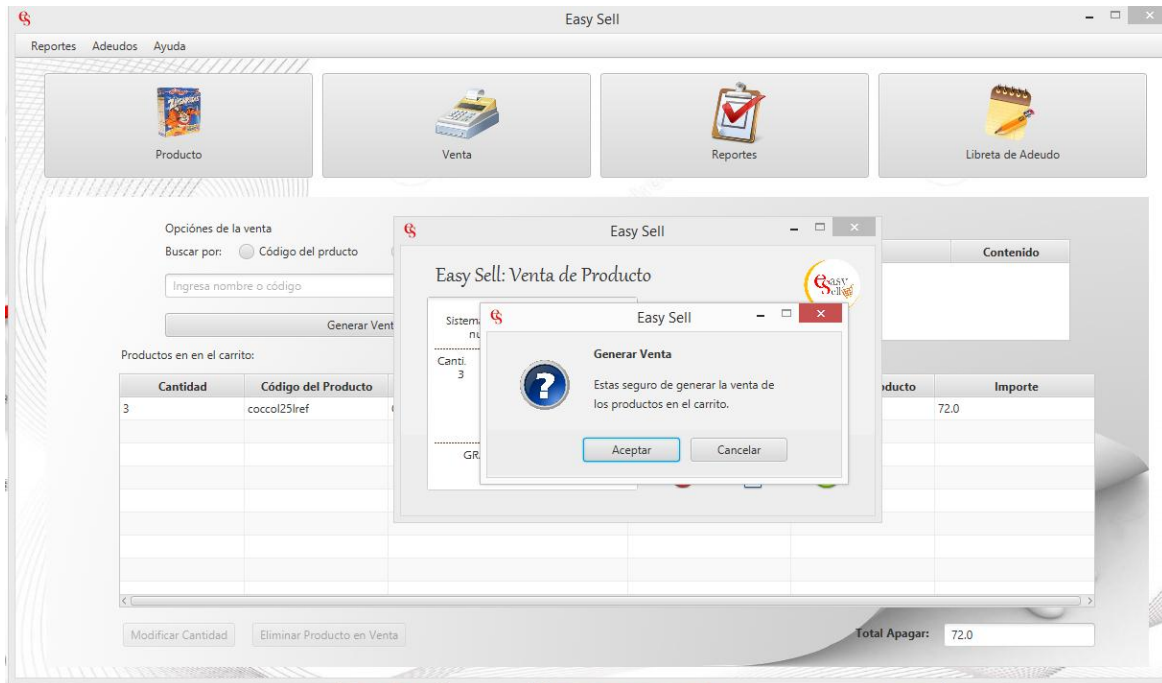 Easy Sell
Reportes Adeudos Ayuda
Producto
Venta
Reportes
Libreta de Adeudo
Opciónes de la venta
Buscar por: Código del prducto
Ingresa nombre o código
Generar Vent
Contenido
Productos en en el carrito:
Cantidad Código del Producto Importe
3 coccol25lref 72.0
Easy Sell
Easy Sell: Venta de Producto
easy Sell
Canti.
3
Easy Sell
Generar Venta
Estas seguro de generar la venta de
los productos en el carrito.
Aceptar Cancelar
Modificar Cantidad Eliminar Producto en Venta
Total Apagar: 72.0